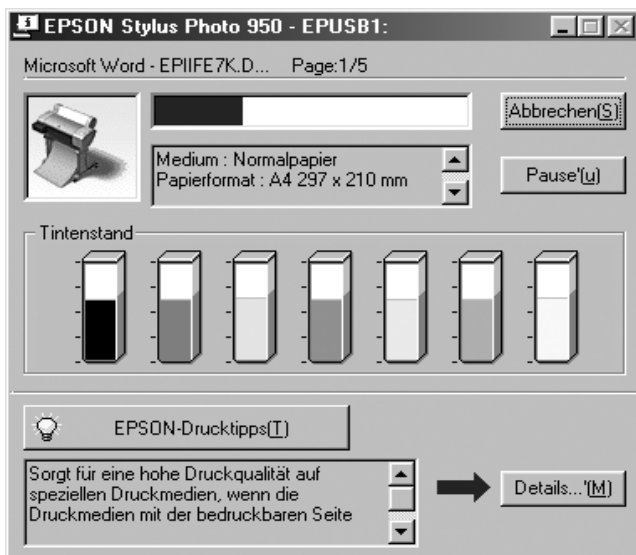 EPSON Stylus Photo 950 - EPUSB1:
Microsoft Word - EPIIFE7K.D... Page:1/5
Abbrechen(S)
Medium : Normalpapier
Papierformat : A4 297 x 210 mm
Pause'(u)
Tintenstand
EPSON-Drucktipps(T)
Sorgt für eine hohe Druckqualität auf
speziellen Druckmedien, wenn die
Druckmedien mit der bedruckbaren Seite
Details...'(M)